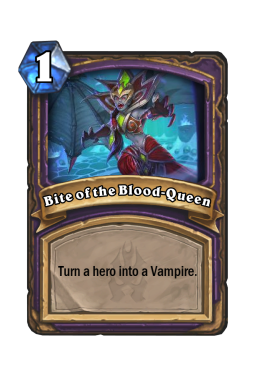 1
Bite of the Blood-Queen
Turn a hero into a Vampire.